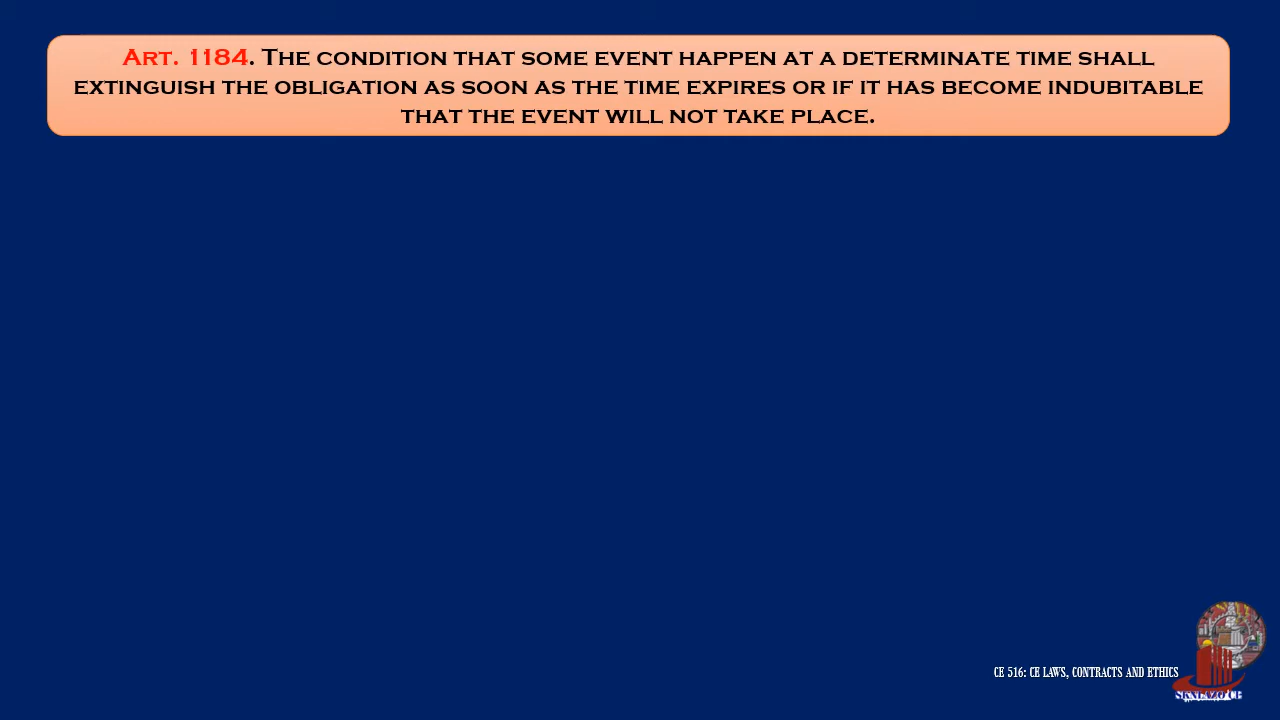 Art. 1184. The condition that some event happen at a determinate time shall
extinguish the obligation as soon as the time expires or if it has become indubitable
that the event will not take place.
CE 516: CE LAWS, CONTRACTS AND ETHICS